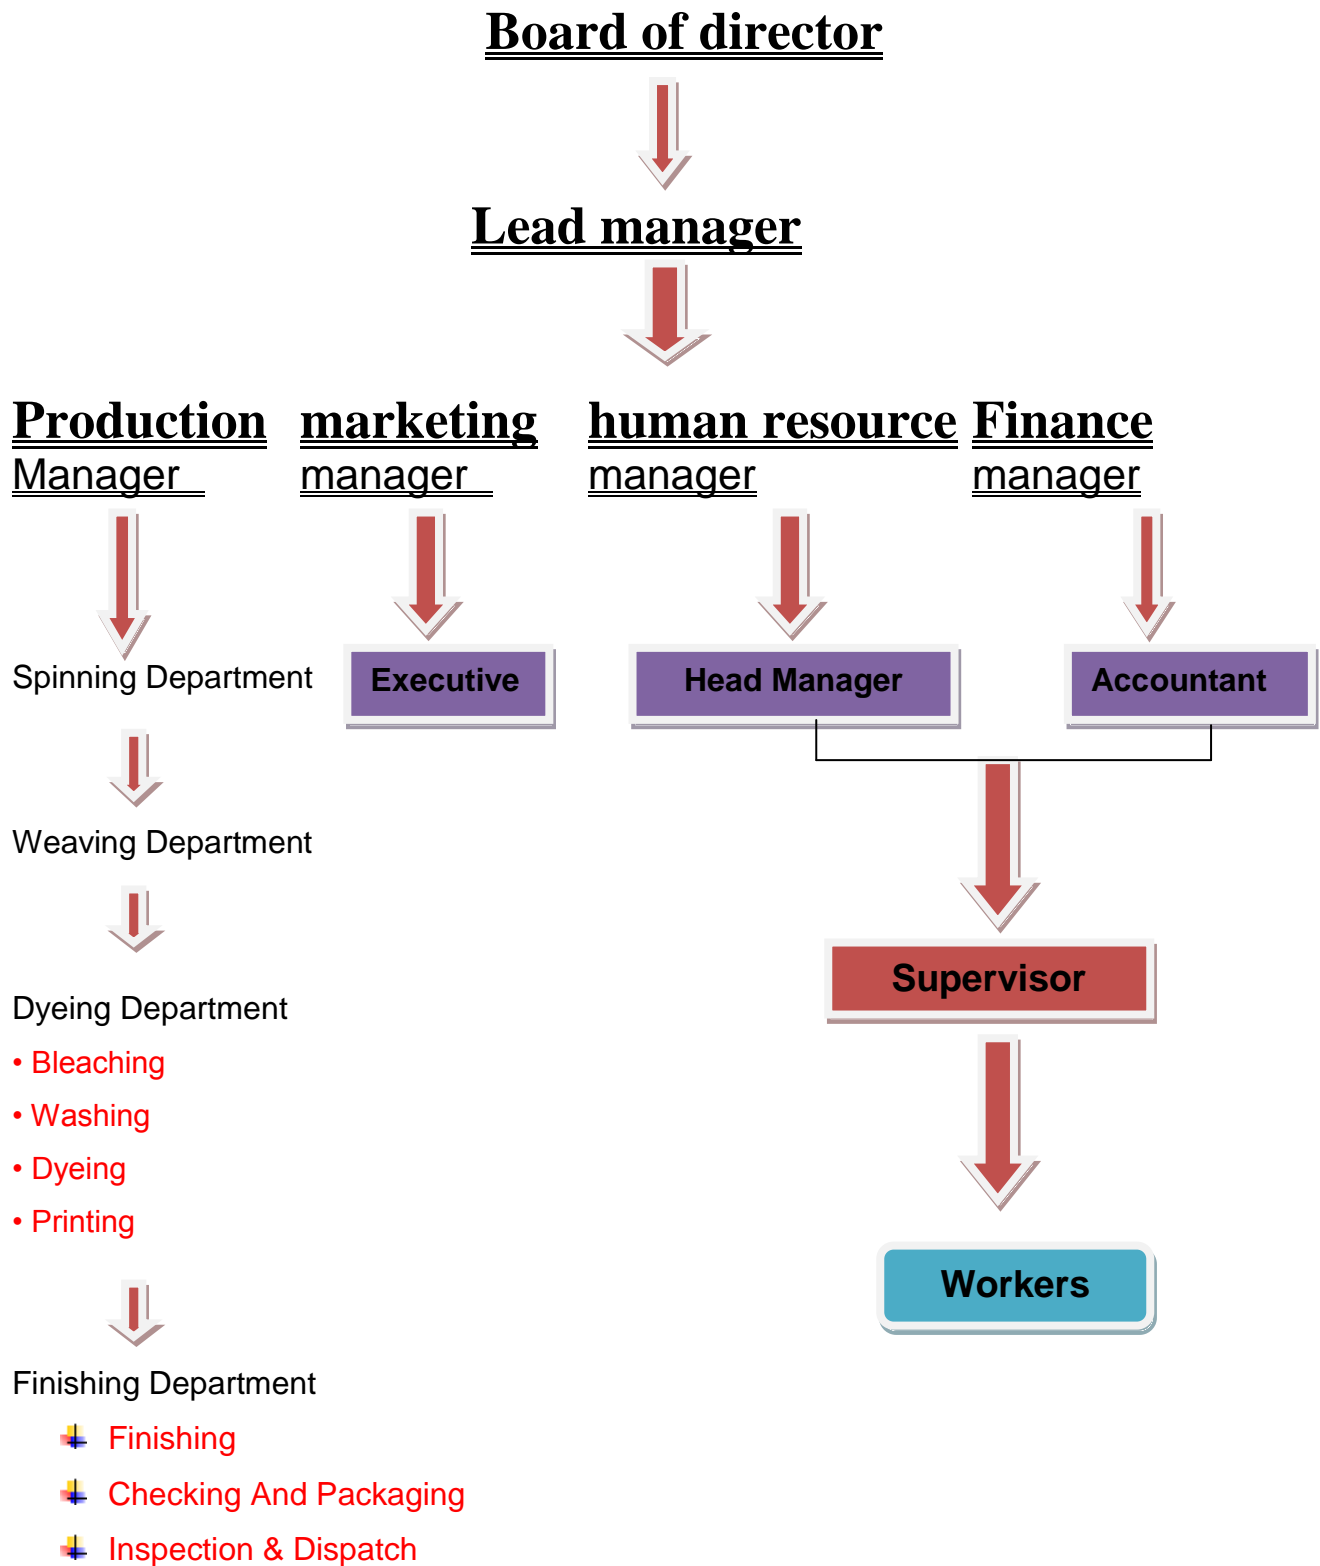 Board of director
Lead manager
Production marketing human resource Finance
Manager manager manager manager
Spinning Department Executive Head Manager Accountant
Weaving Department
Supervisor
Dyeing Department
• Bleaching
• Washing
• Dyeing
• Printing
Workers
Finishing Department
Finishing
Checking And Packaging
Inspection & Dispatch